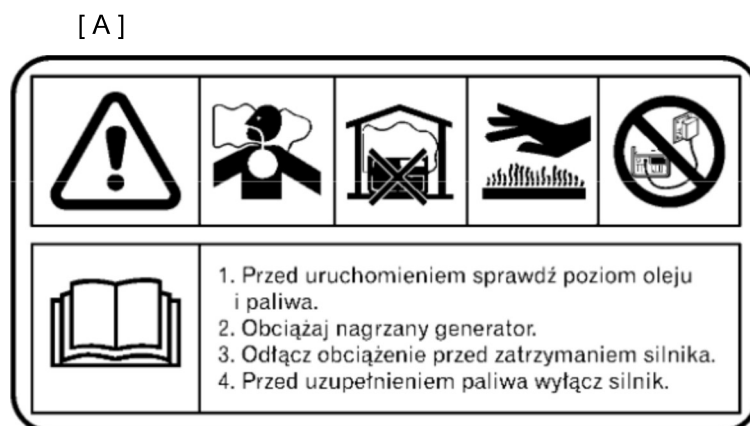 [ A ]
1. Przed uruchomieniem sprawdź poziom oleju
i paliwa.
2. Obciążaj nagrzany generator.
3. Odłącz obciążenie przed zatrzymaniem silnika.
4. Przed uzupełnieniem paliwa wyłącz silnik.